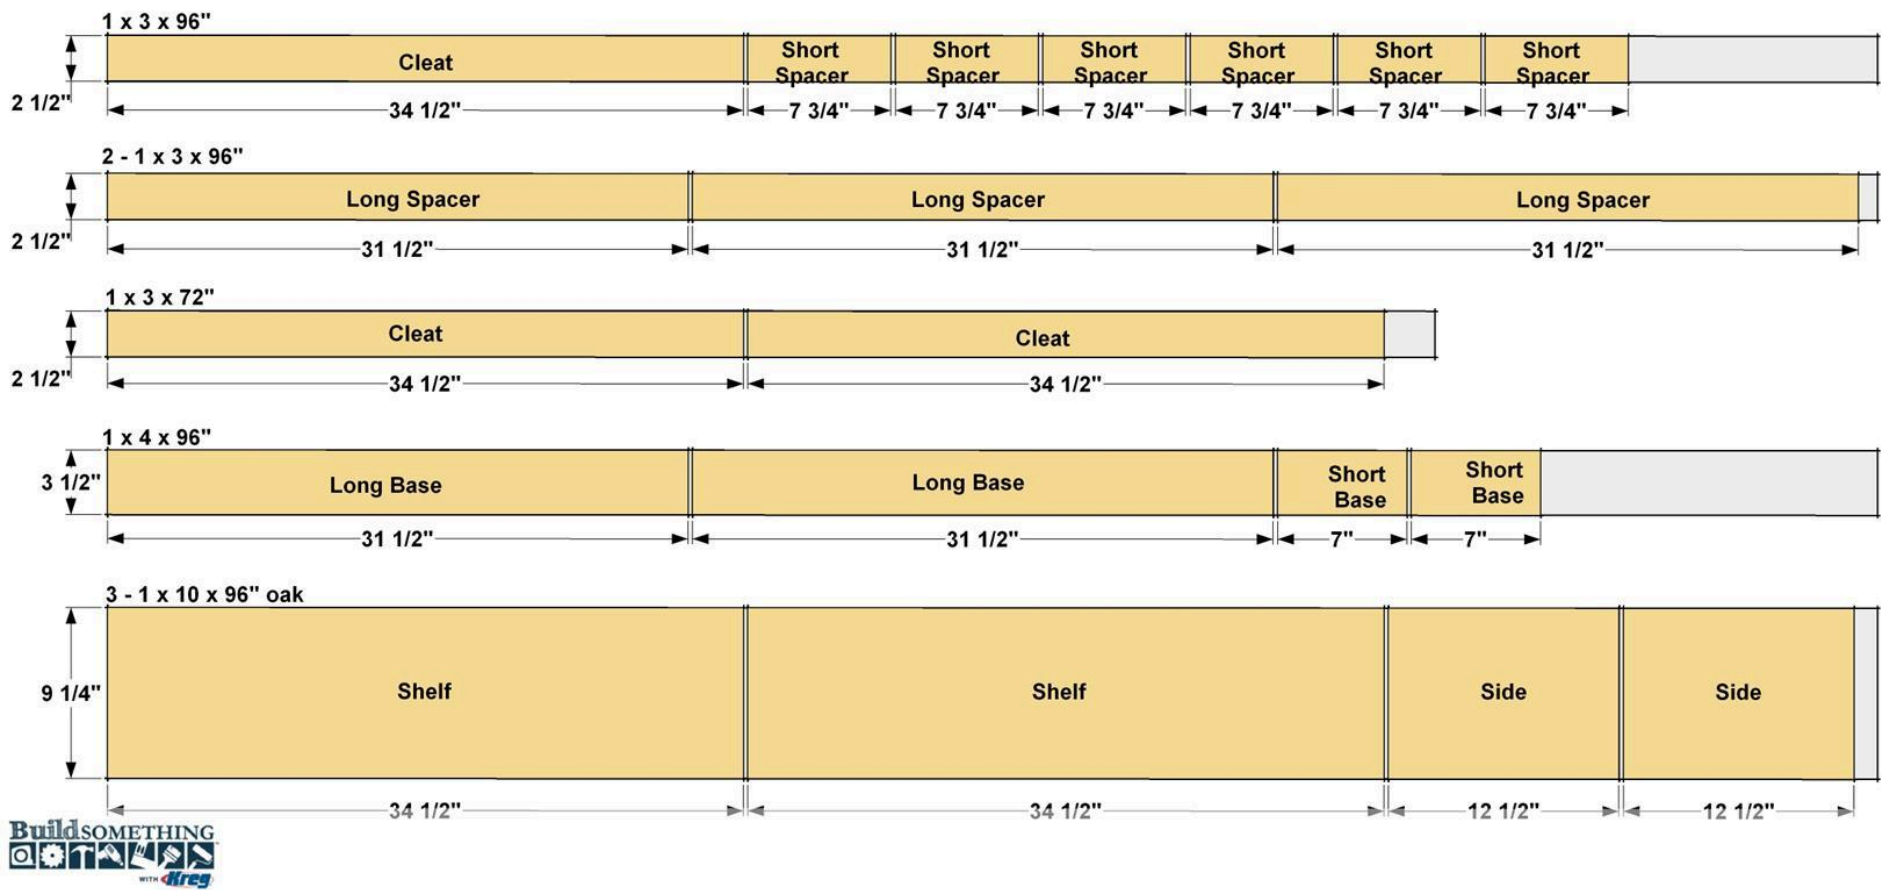 1 x 3 x 96"
Cleat
Short Spacer
Short Spacer
Short Spacer
Short Spacer
Short Spacer
Short Spacer
2 1/2"
34 1/2"
7 3/4"
7 3/4"
7 3/4"
7 3/4"
7 3/4"
7 3/4"
2 - 1 x 3 x 96"
Long Spacer
Long Spacer
Long Spacer
2 1/2"
31 1/2"
31 1/2"
31 1/2"
1 x 3 x 72"
Cleat
Cleat
2 1/2"
34 1/2"
34 1/2"
1 x 4 x 96"
3 1/2"
Long Base
Long Base
Short Base
Short Base
31 1/2"
31 1/2"
7"
7"
3 - 1 x 10 x 96" oak
9 1/4"
Shelf
Shelf
Side
Side
34 1/2"
34 1/2"
12 1/2"
12 1/2"
BuildSOMETHING
WITH Kreg